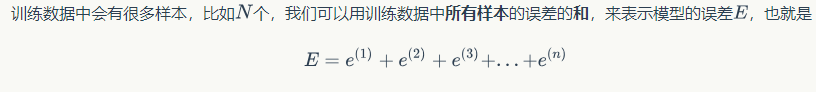 训练数据中会有很多样本，比如N个，我们可以用训练数据中所有样本的误差的和，来表示模型的误差E，也就是
E = e^(1) + e^(2) + e^(3)+...+e^(n)